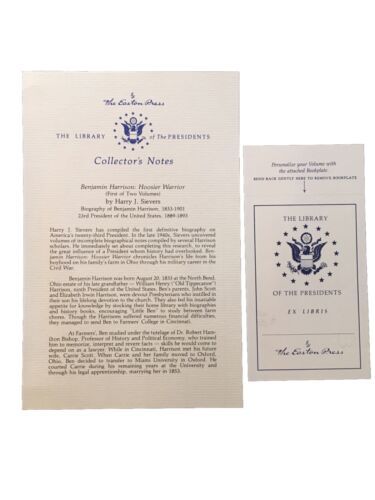 The Easton Press
THE LIBRARY of The PRESIDENTS
Collector's Notes
Benjamin Harrison: Hoosier Warrior
(First of Two Volumes)
by Harry J. Sievers
Biography of Benjamin Harrison, 1833-1901
23rd President of the United States, 1889-1893
Harry J. Sievers has compiled the first definitive biography on
America's twenty-third President. In the late 1940s, Sievers uncovered
volumes of incomplete biographical notes compiled by several Harrison
scholars. He immediately set about completing this research, to reveal
the great influence of a President whom history had overlooked. Ben-
jamin Harrison: Hoosier Warrior chronicles Harrison's life from his
boyhood on his family's farm in Ohio through his military career in the
Civil War.
Benjamin Harrison was born August 20, 1833 at the North Bend,
Ohio estate of his late grandfather — William Henry ("Old Tippecanoe")
Harrison, ninth President of the United States. Ben's parents, John Scott
and Elizabeth Irwin Harrison, were devout Presbyterians who instilled in
their son his lifelong devotion to the church. They also fed his insatiable
appetite for knowledge by stocking their home library with biographies
and history books, encouraging "Little Ben" to study between farm
chores. Though the Harrisons suffered numerous financial difficulties,
they managed to send Ben to Farmers' College in Cincinnati.
At Farmers', Ben studied under the tutelage of Dr. Robert Ham-
ilton Bishop, Professor of History and Political Economy, who trained
him to memorize, interpret and revere facts — skills he would come to
depend on as a lawyer. While in Cincinnati, Harrison met his future
wife, Carrie Scott. When Carrie and her family moved to Oxford,
Ohio, Ben decided to transfer to Miami University in Oxford. He
courted Carrie during his remaining years at the University and
through his legal apprenticeship, marrying her in 1853.
Personalize your Volume with
the attached Bookplate.
BEND BACK GENTLY HERE TO REMOVE BOOKPLATE
THE LIBRARY
OF THE PRESIDENTS
EX LIBRIS
The Easton Press